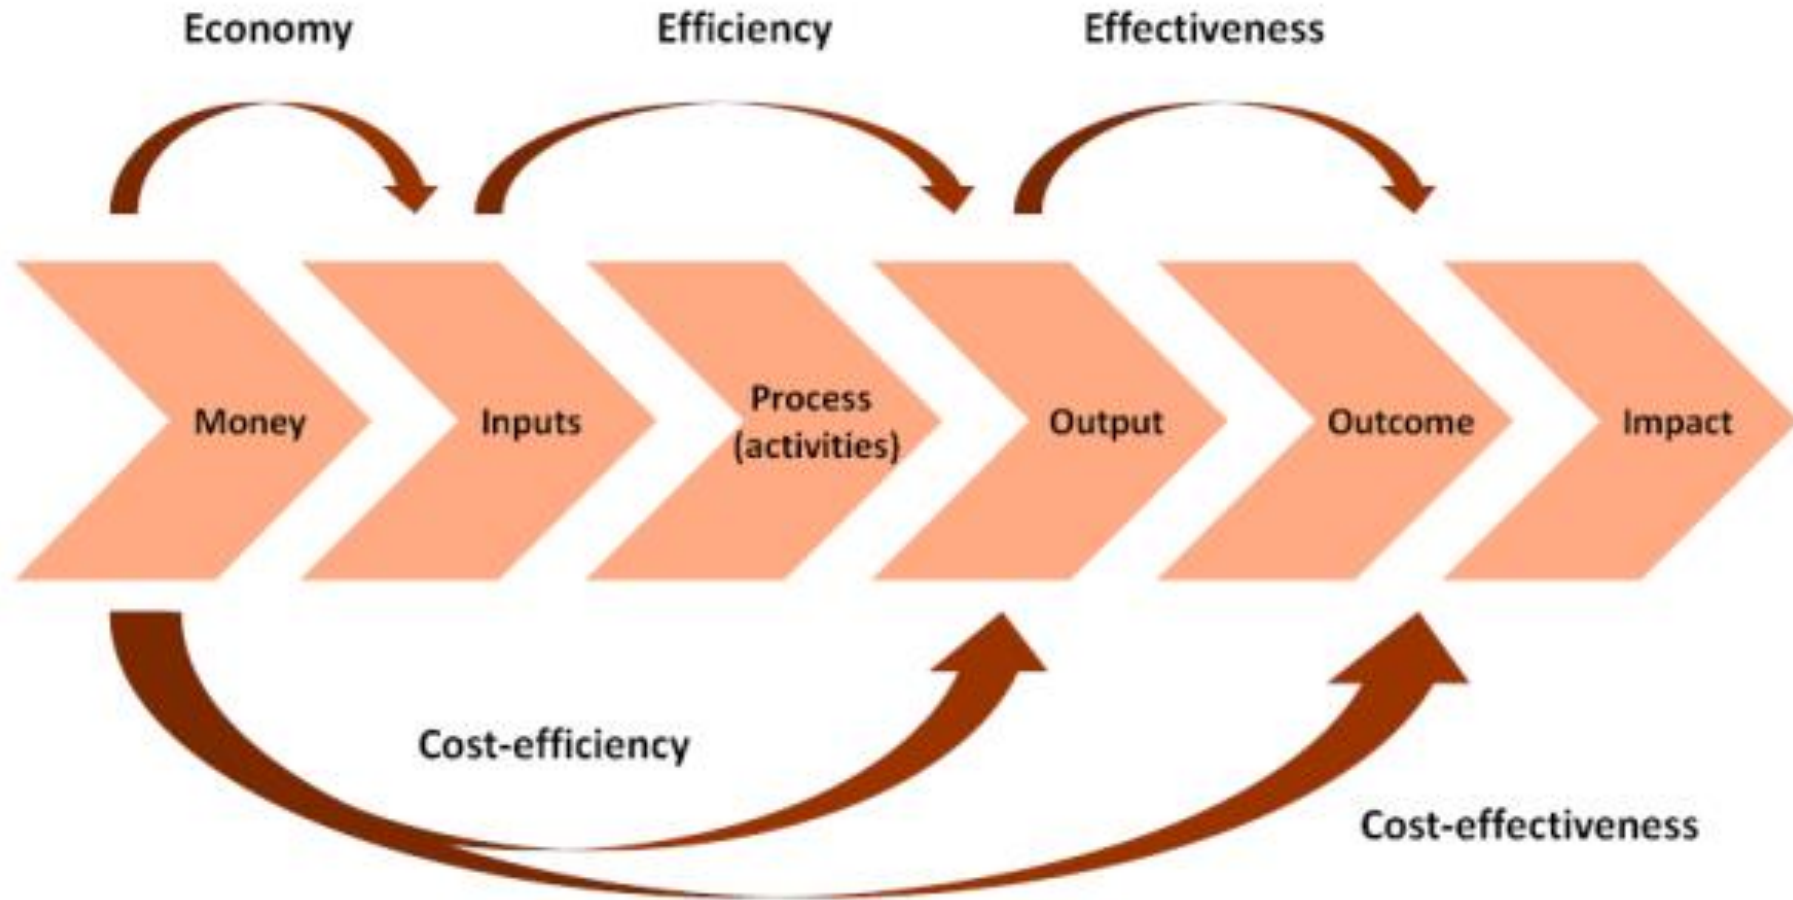 Economy
Efficiency
Effectiveness
Money
Inputs
Process
(activities)
Output
Outcome
Impact
Cost-efficiency
Cost-effectiveness